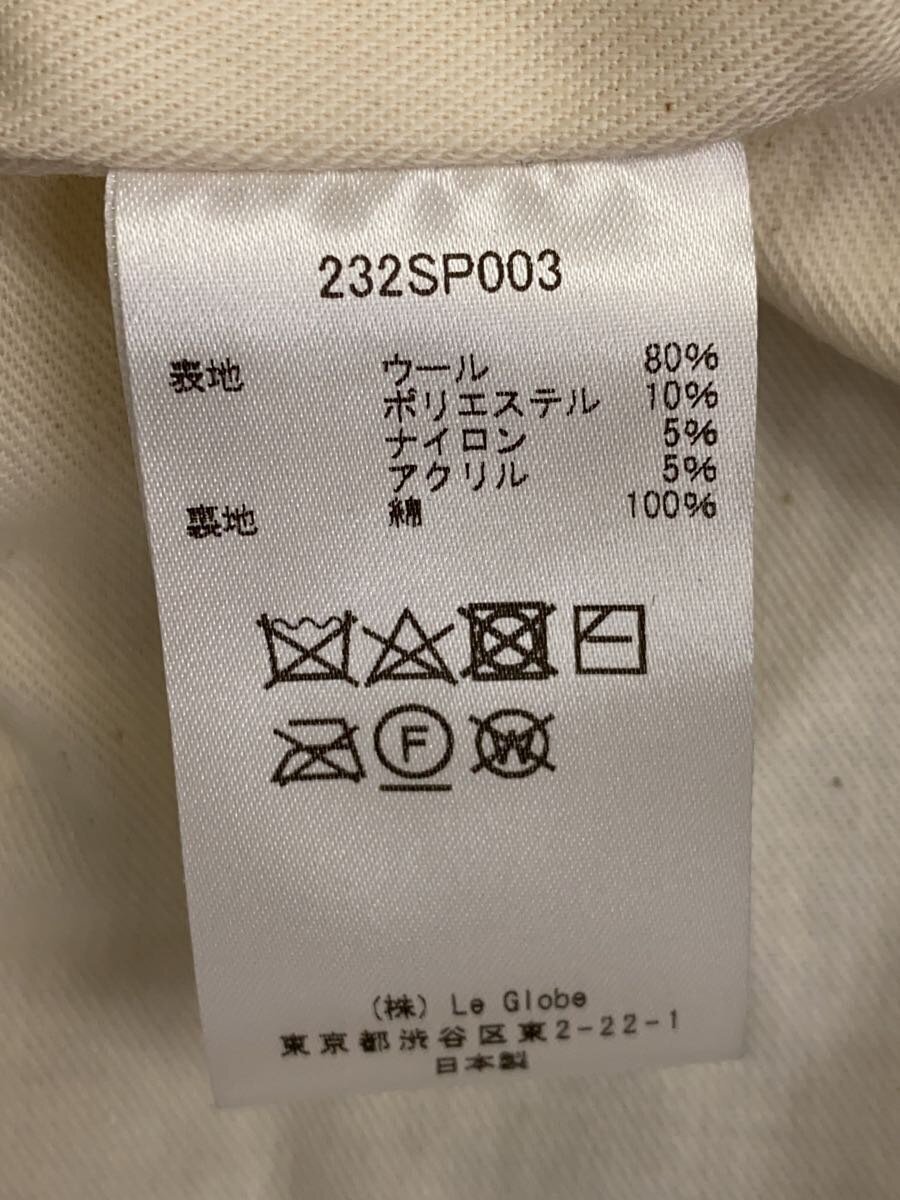 232SP003
表地 ウール 80%
ポリエステル 10%
ナイロン 5%
アクリル 5%
裏地 綿 100%
F W
(株) Le Globe
東京都渋谷区東2-22-1
日本製